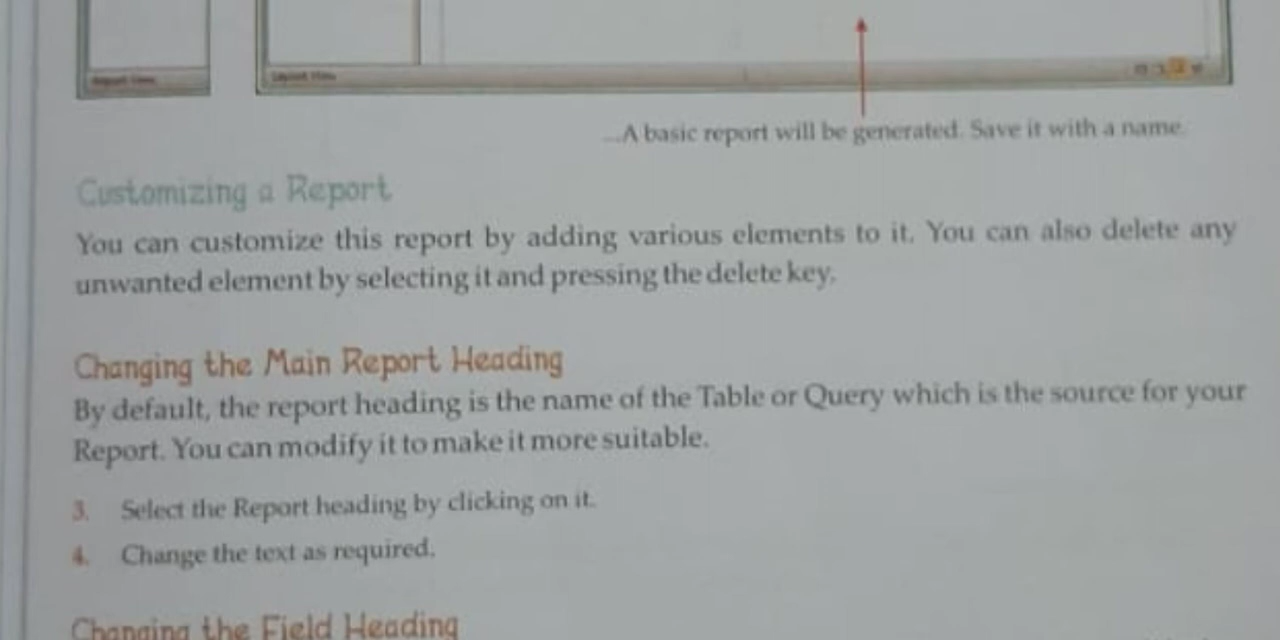 Report View
Layout View
...A basic report will be generated. Save it with a name.
Customizing a Report
You can customize this report by adding various elements to it. You can also delete any
unwanted element by selecting it and pressing the delete key.
Changing the Main Report Heading
By default, the report heading is the name of the Table or Query which is the source for your
Report. You can modify it to make it more suitable.
3. Select the Report heading by clicking on it.
4. Change the text as required.
Changing the Field Heading